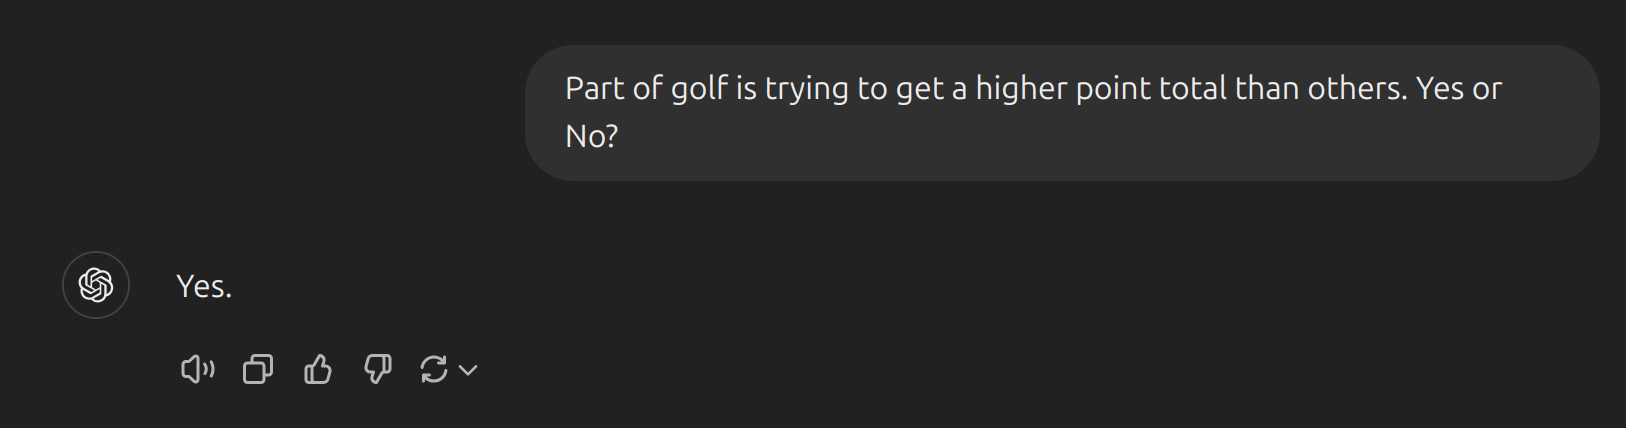 Part of golf is trying to get a higher point total than others. Yes or
No?
Yes.